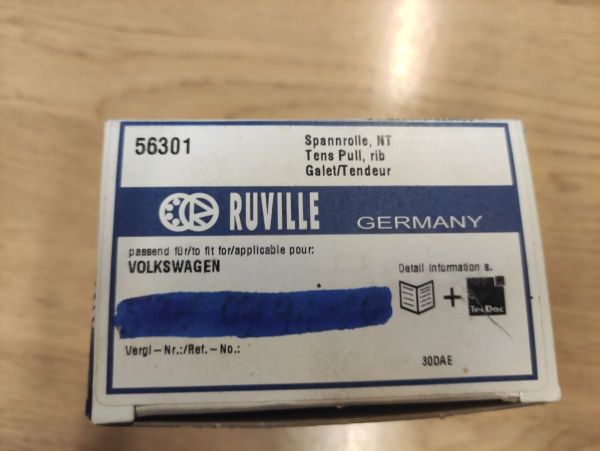 56301
Spannrolle, NT
Tens Pull, rib
Galet/Tendeur
RUVILLE
GERMANY
passend für/to fit for/applicable pour:
VOLKSWAGEN
Detail Information s.
+
TecDoc
Vergl-Nr.:/Ref.-No.:
30DAE